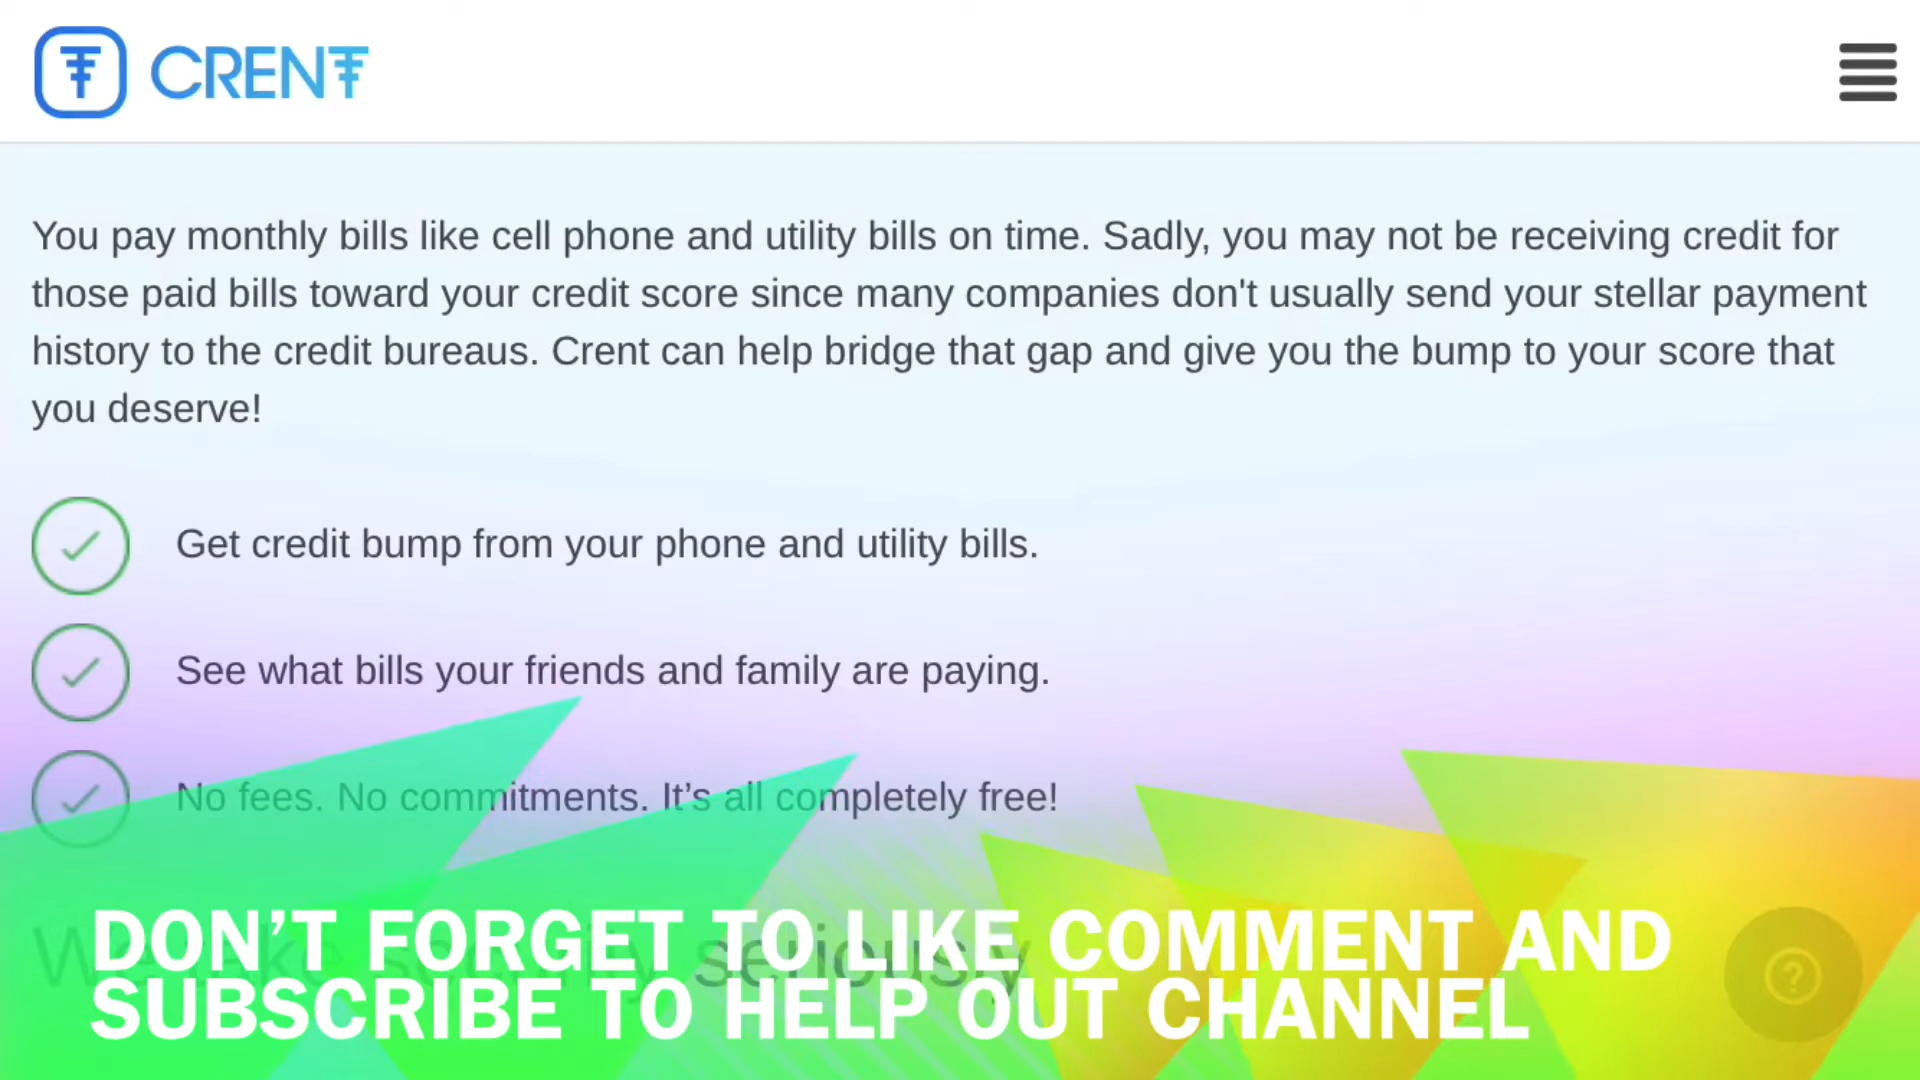 CRENT
You pay monthly bills like cell phone and utility bills on time. Sadly, you may not be receiving credit for
those paid bills toward your credit score since many companies don't usually send your stellar payment
history to the credit bureaus. Crent can help bridge that gap and give you the bump to your score that
you deserve!
Get credit bump from your phone and utility bills.
See what bills your friends and family are paying.
No fees. No commitments. It’s all completely free!
We take security seriously
DON’T FORGET TO LIKE COMMENT AND
SUBSCRIBE TO HELP OUT CHANNEL